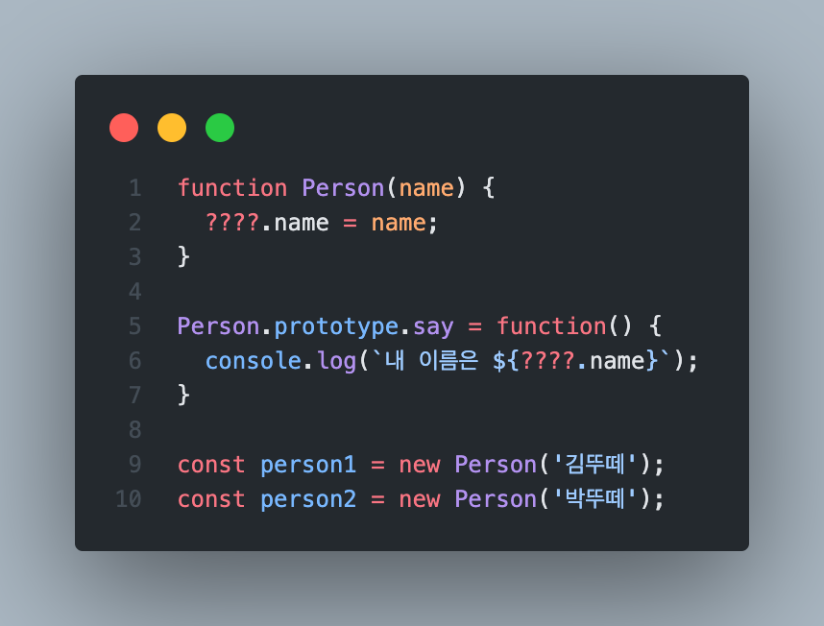 1 function Person(name) {
2 ????.name = name;
3 }
4
5 Person.prototype.say = function() {
6 console.log(`내 이름은 ${????.name}`);
7 }
8
9 const person1 = new Person('김뚜떼');
10 const person2 = new Person('박뚜떼');